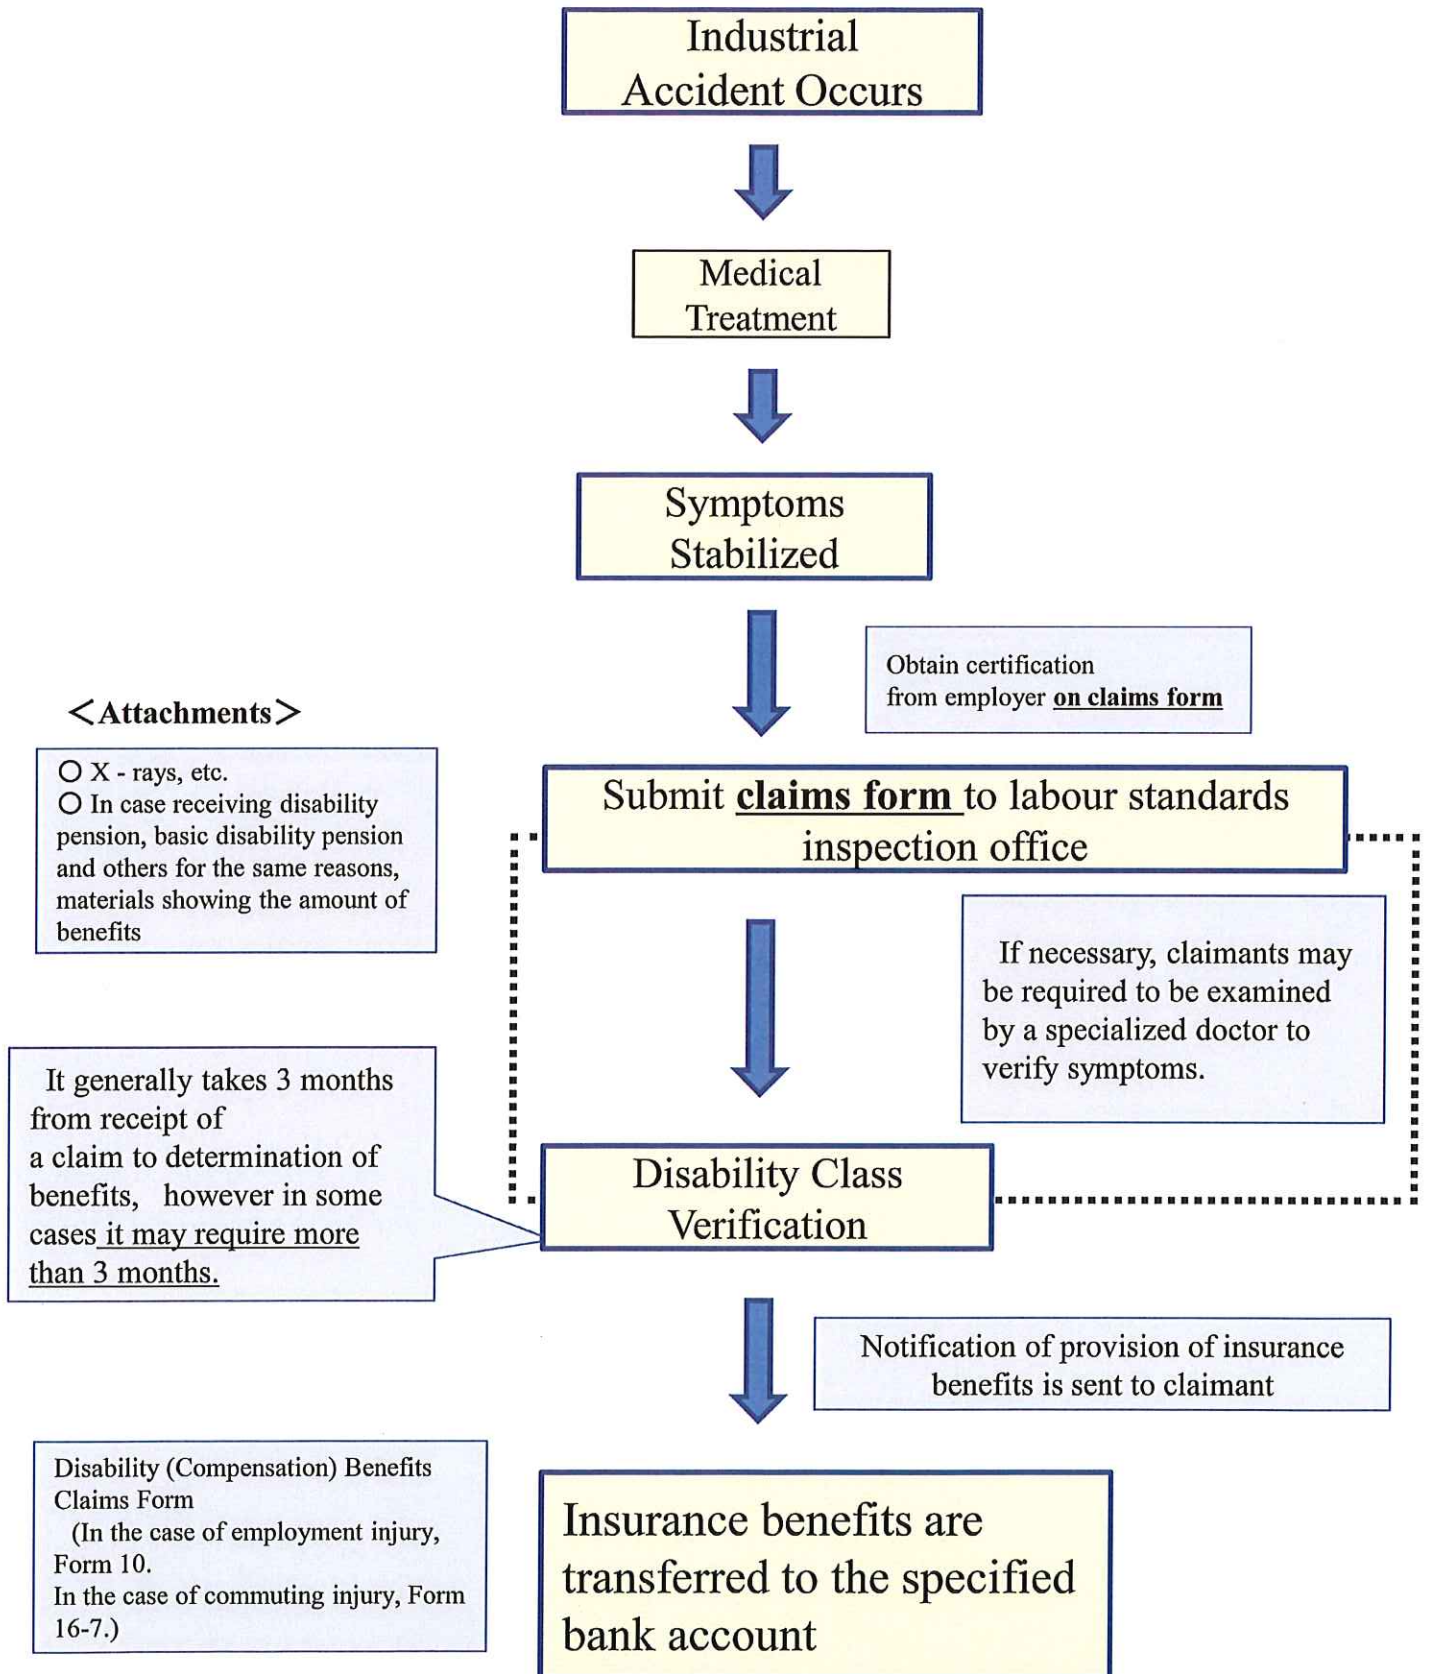 Industrial
Accident Occurs
Medical
Treatment
Symptoms
Stabilized
Obtain certification
from employer on claims form
<Attachments>
○ X - rays, etc.
○ In case receiving disability
pension, basic disability pension
and others for the same reasons,
materials showing the amount of
benefits
Submit claims form to labour standards
inspection office
If necessary, claimants may
be required to be examined
by a specialized doctor to
verify symptoms.
It generally takes 3 months
from receipt of
a claim to determination of
benefits, however in some
cases it may require more
than 3 months.
Disability Class
Verification
Notification of provision of insurance
benefits is sent to claimant
Disability (Compensation) Benefits
Claims Form
(In the case of employment injury,
Form 10.
In the case of commuting injury, Form
16-7.)
Insurance benefits are
transferred to the specified
bank account